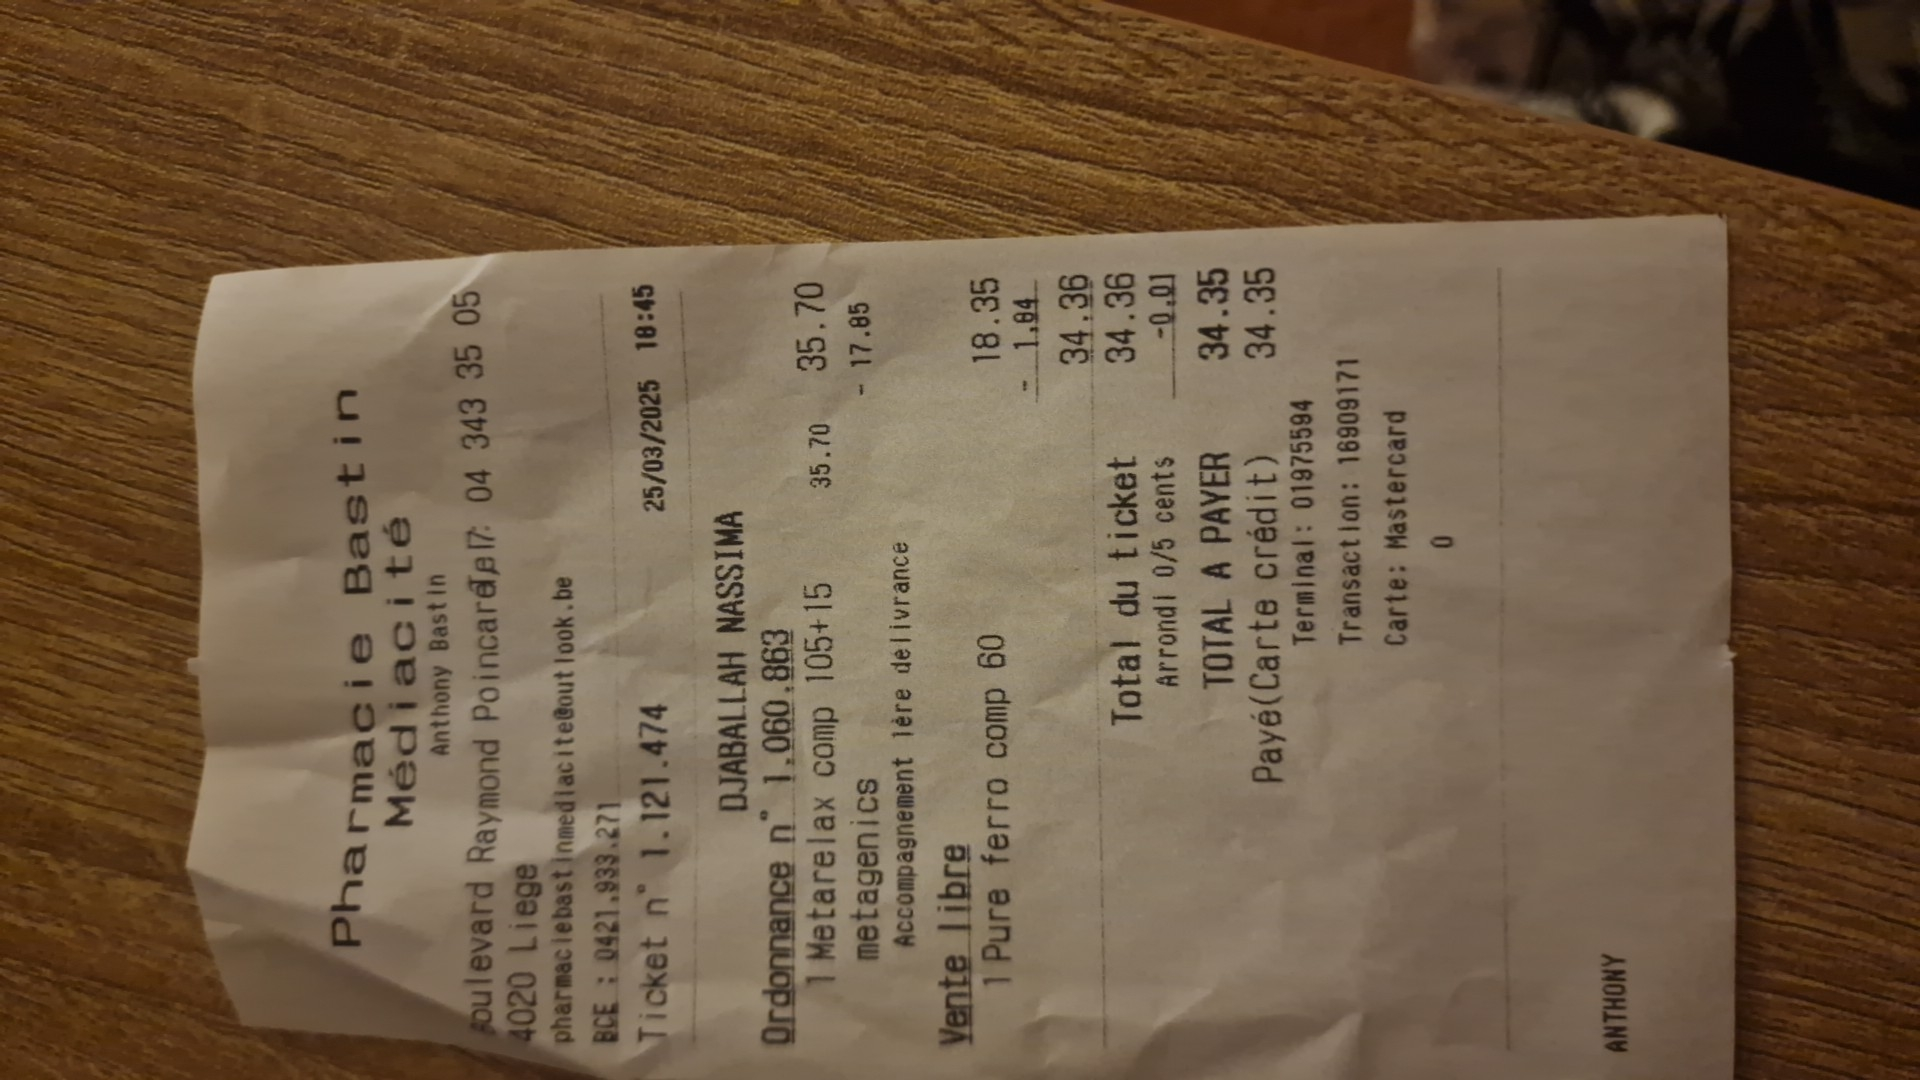 Pharmacie Bastin
Médiacité
Anthony Bastin
Boulevard Raymond Poincaré, 17: 04 343 35 05
4020 Liege
pharmaciebastinmediacite@outlook.be
BCE : 0421.933.271
Ticket n° 1.121.474 25/03/2025 18:45
DJABALLAH NASSIMA
Ordonnance n° 1.060.863
1 Metarelax comp 105+15 35.70 35.70
metagenics - 17.85
Accompagnement 1ère délivrance
Vente libre
1 Pure ferro comp 60 18.35
- 1.84
34.36
Total du ticket 34.36
Arrondi 0/5 cents -0.01
TOTAL A PAYER 34.35
Payé(Carte crédit) 34.35
Terminal: 01975594
Transaction: 16909171
Carte: Mastercard
0
ANTHONY